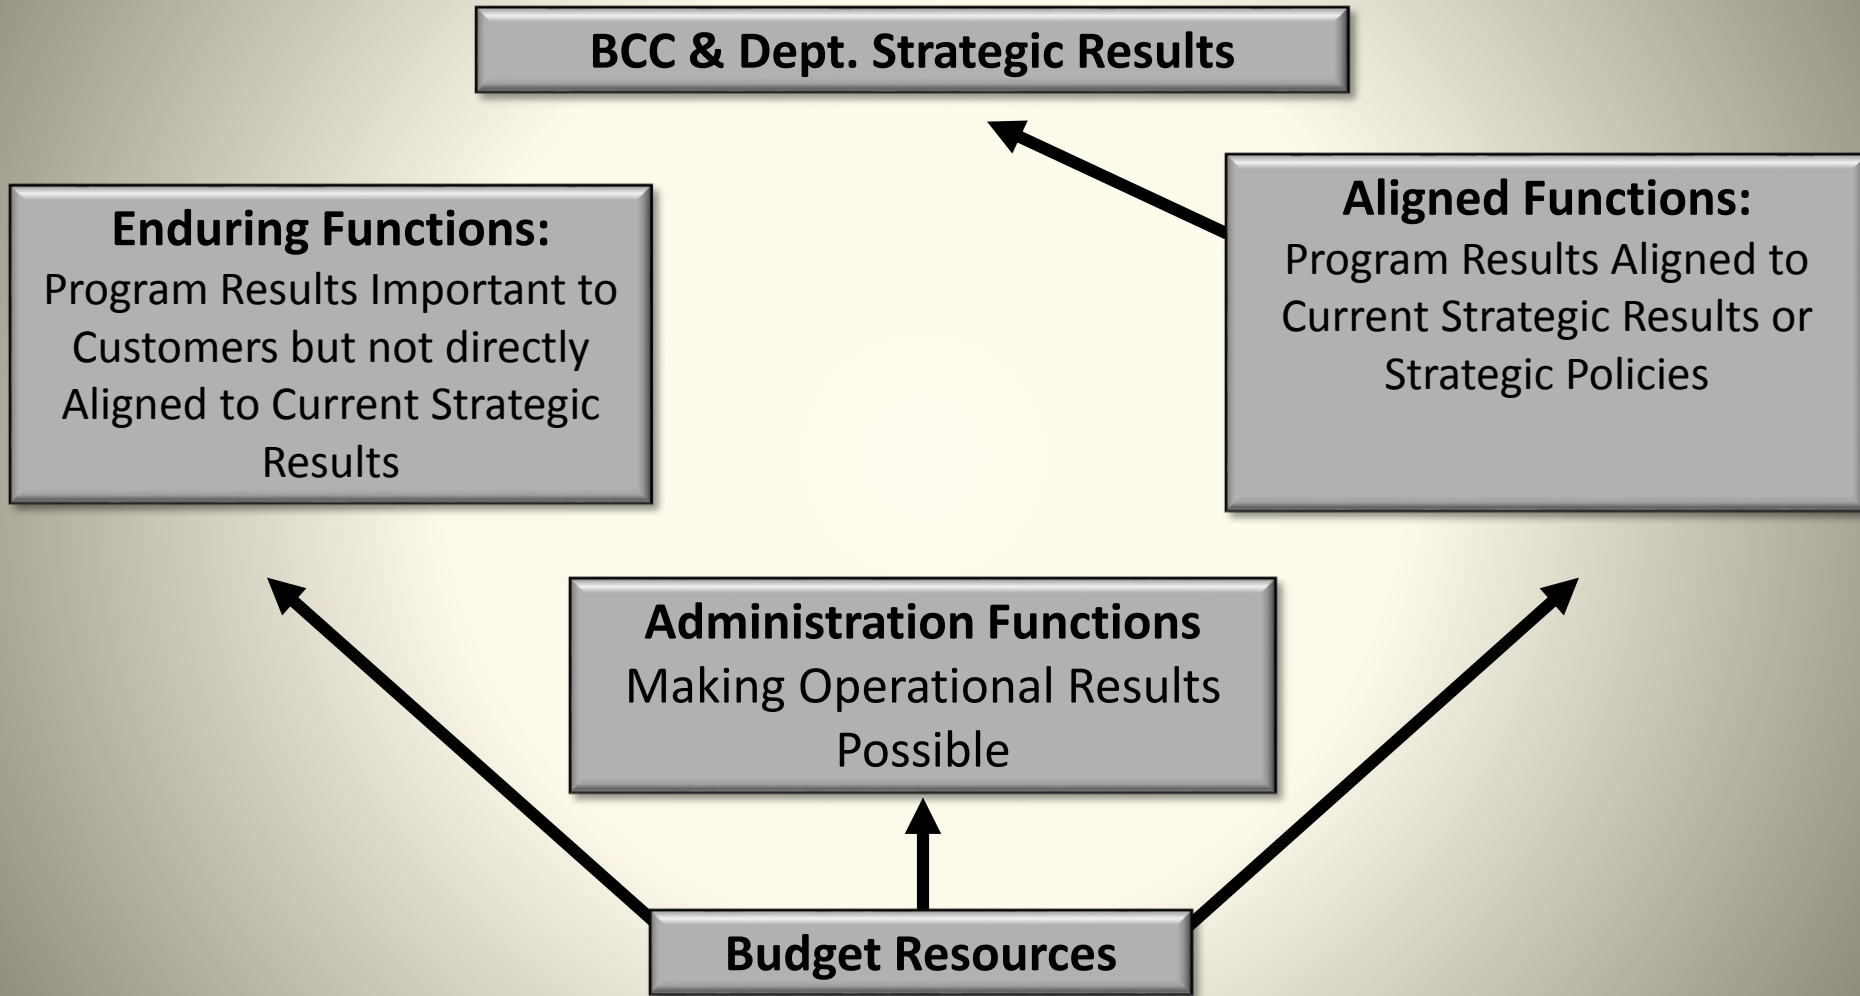 BCC & Dept. Strategic Results
Enduring Functions:
Program Results Important to
Customers but not directly
Aligned to Current Strategic
Results
Aligned Functions:
Program Results Aligned to
Current Strategic Results or
Strategic Policies
Administration Functions
Making Operational Results
Possible
Budget Resources